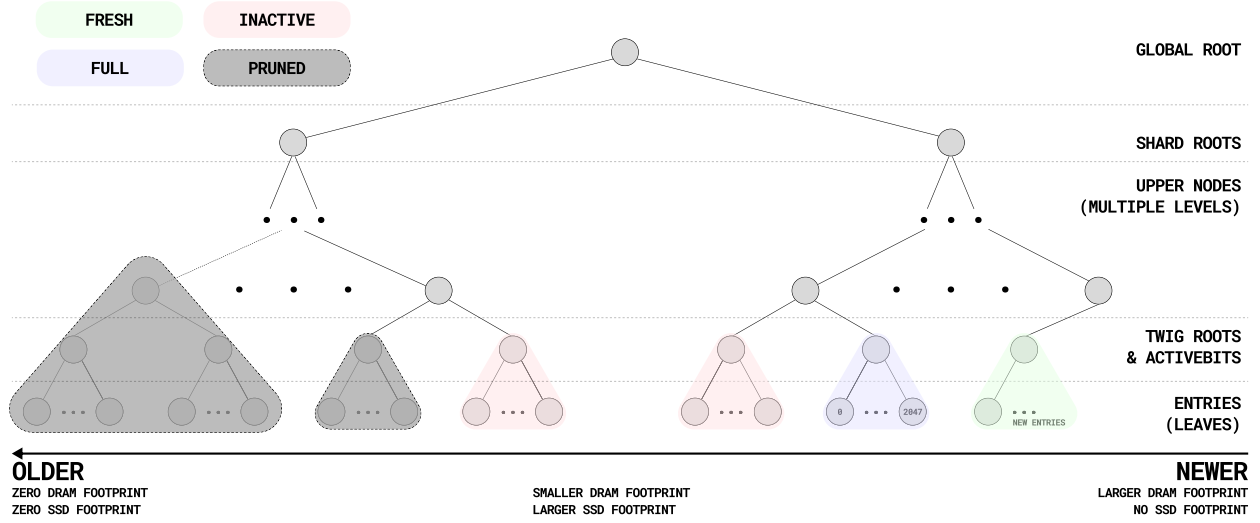 FRESH
INACTIVE
FULL
PRUNED
GLOBAL ROOT
SHARD ROOTS
UPPER NODES
(MULTIPLE LEVELS)
TWIG ROOTS
& ACTIVEBITS
ENTRIES
(LEAVES)
0
2047
NEW ENTRIES
OLDER
ZERO DRAM FOOTPRINT
ZERO SSD FOOTPRINT
SMALLER DRAM FOOTPRINT
LARGER SSD FOOTPRINT
NEWER
LARGER DRAM FOOTPRINT
NO SSD FOOTPRINT